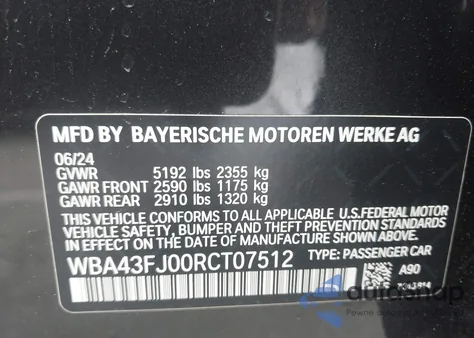 MFD BY BAYERISCHE MOTOREN WERKE AG
06/24
GVWR 5192 lbs 2355 kg
GAWR FRONT 2590 lbs 1175 kg
GAWR REAR 2910 lbs 1320 kg
THIS VEHICLE CONFORMS TO ALL APPLICABLE U.S.FEDERAL MOTOR
VEHICLE SAFETY, BUMPER AND THEFT PREVENTION STANDARDS
IN EFFECT ON THE DATE OF MANUFACTURE SHOWN ABOVE.
WBA43FJ00RCT07512 TYPE: PASSENGER CAR
A90
autoshop